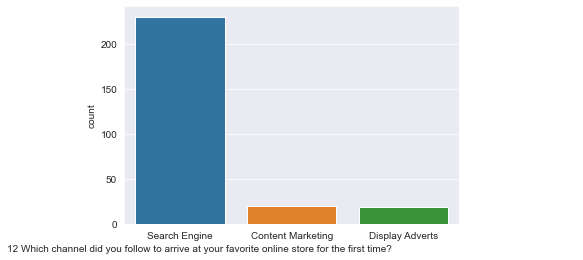 200
150
100
50
0
count
Search Engine Content Marketing Display Adverts
12 Which channel did you follow to arrive at your favorite online store for the first time?